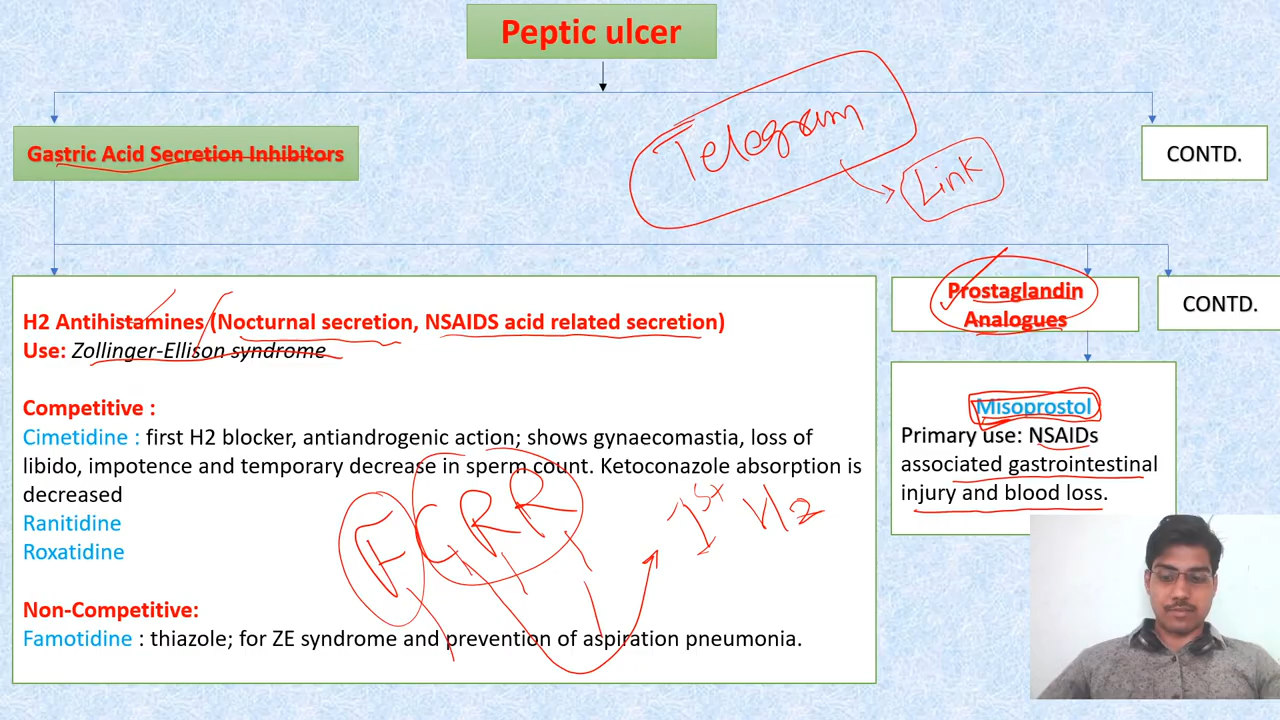 Peptic ulcer
Gastric Acid Secretion Inhibitors
Telegram
Link
CONTD.
H2 Antihistamines (Nocturnal secretion, NSAIDS acid related secretion)
Use: Zollinger-Ellison syndrome
Competitive :
Cimetidine : first H2 blocker, antiandrogenic action; shows gynaecomastia, loss of
libido, impotence and temporary decrease in sperm count. Ketoconazole absorption is
decreased
Ranitidine
Roxatidine
Non-Competitive:
Famotidine : thiazole; for ZE syndrome and prevention of aspiration pneumonia.
F C R R
1st H2
Prostaglandin
Analogues
CONTD.
Misoprostol
Primary use: NSAIDs
associated gastrointestinal
injury and blood loss.